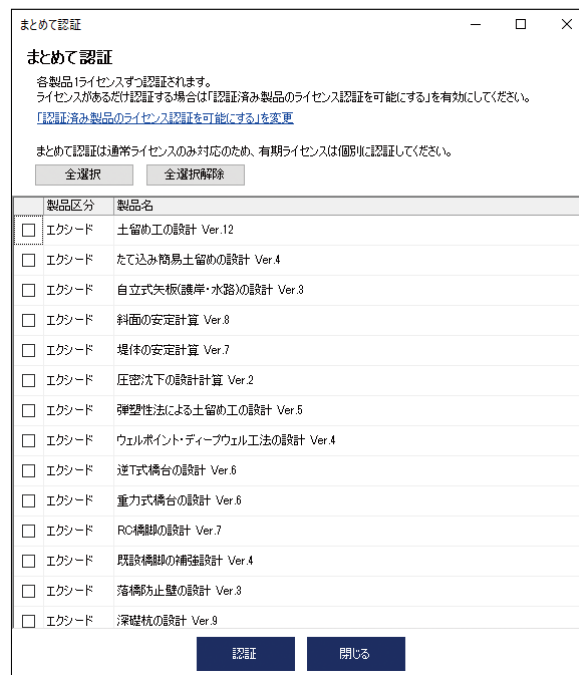 まとめて認証
まとめて認証
各製品1ライセンスずつ認証されます。
ライセンスがあるだけ認証する場合は「認証済み製品のライセンス認証を可能にする」を有効にしてください。
「認証済み製品のライセンス認証を可能にする」を変更
まとめて認証は通常ライセンスのみ対応のため、有期ライセンスは個別に認証してください。
全選択 全選択解除
製品区分 製品名
エクシード 土留め工の設計 Ver.12
エクシード たて込み簡易土留めの設計 Ver.4
エクシード 自立式矢板(護岸・水路)の設計 Ver.3
エクシード 斜面の安定計算 Ver.8
エクシード 堤体の安定計算 Ver.7
エクシード 圧密沈下の設計計算 Ver.2
エクシード 弾塑性法による土留め工の設計 Ver.5
エクシード ウェルポイント・ディープウェル工法の設計 Ver.4
エクシード 逆T式橋台の設計 Ver.6
エクシード 重力式橋台の設計 Ver.6
エクシード RC橋脚の設計 Ver.7
エクシード 既設橋脚の補強設計 Ver.4
エクシード 落橋防止壁の設計 Ver.3
エクシード 深礎杭の設計 Ver.9
認証 閉じる